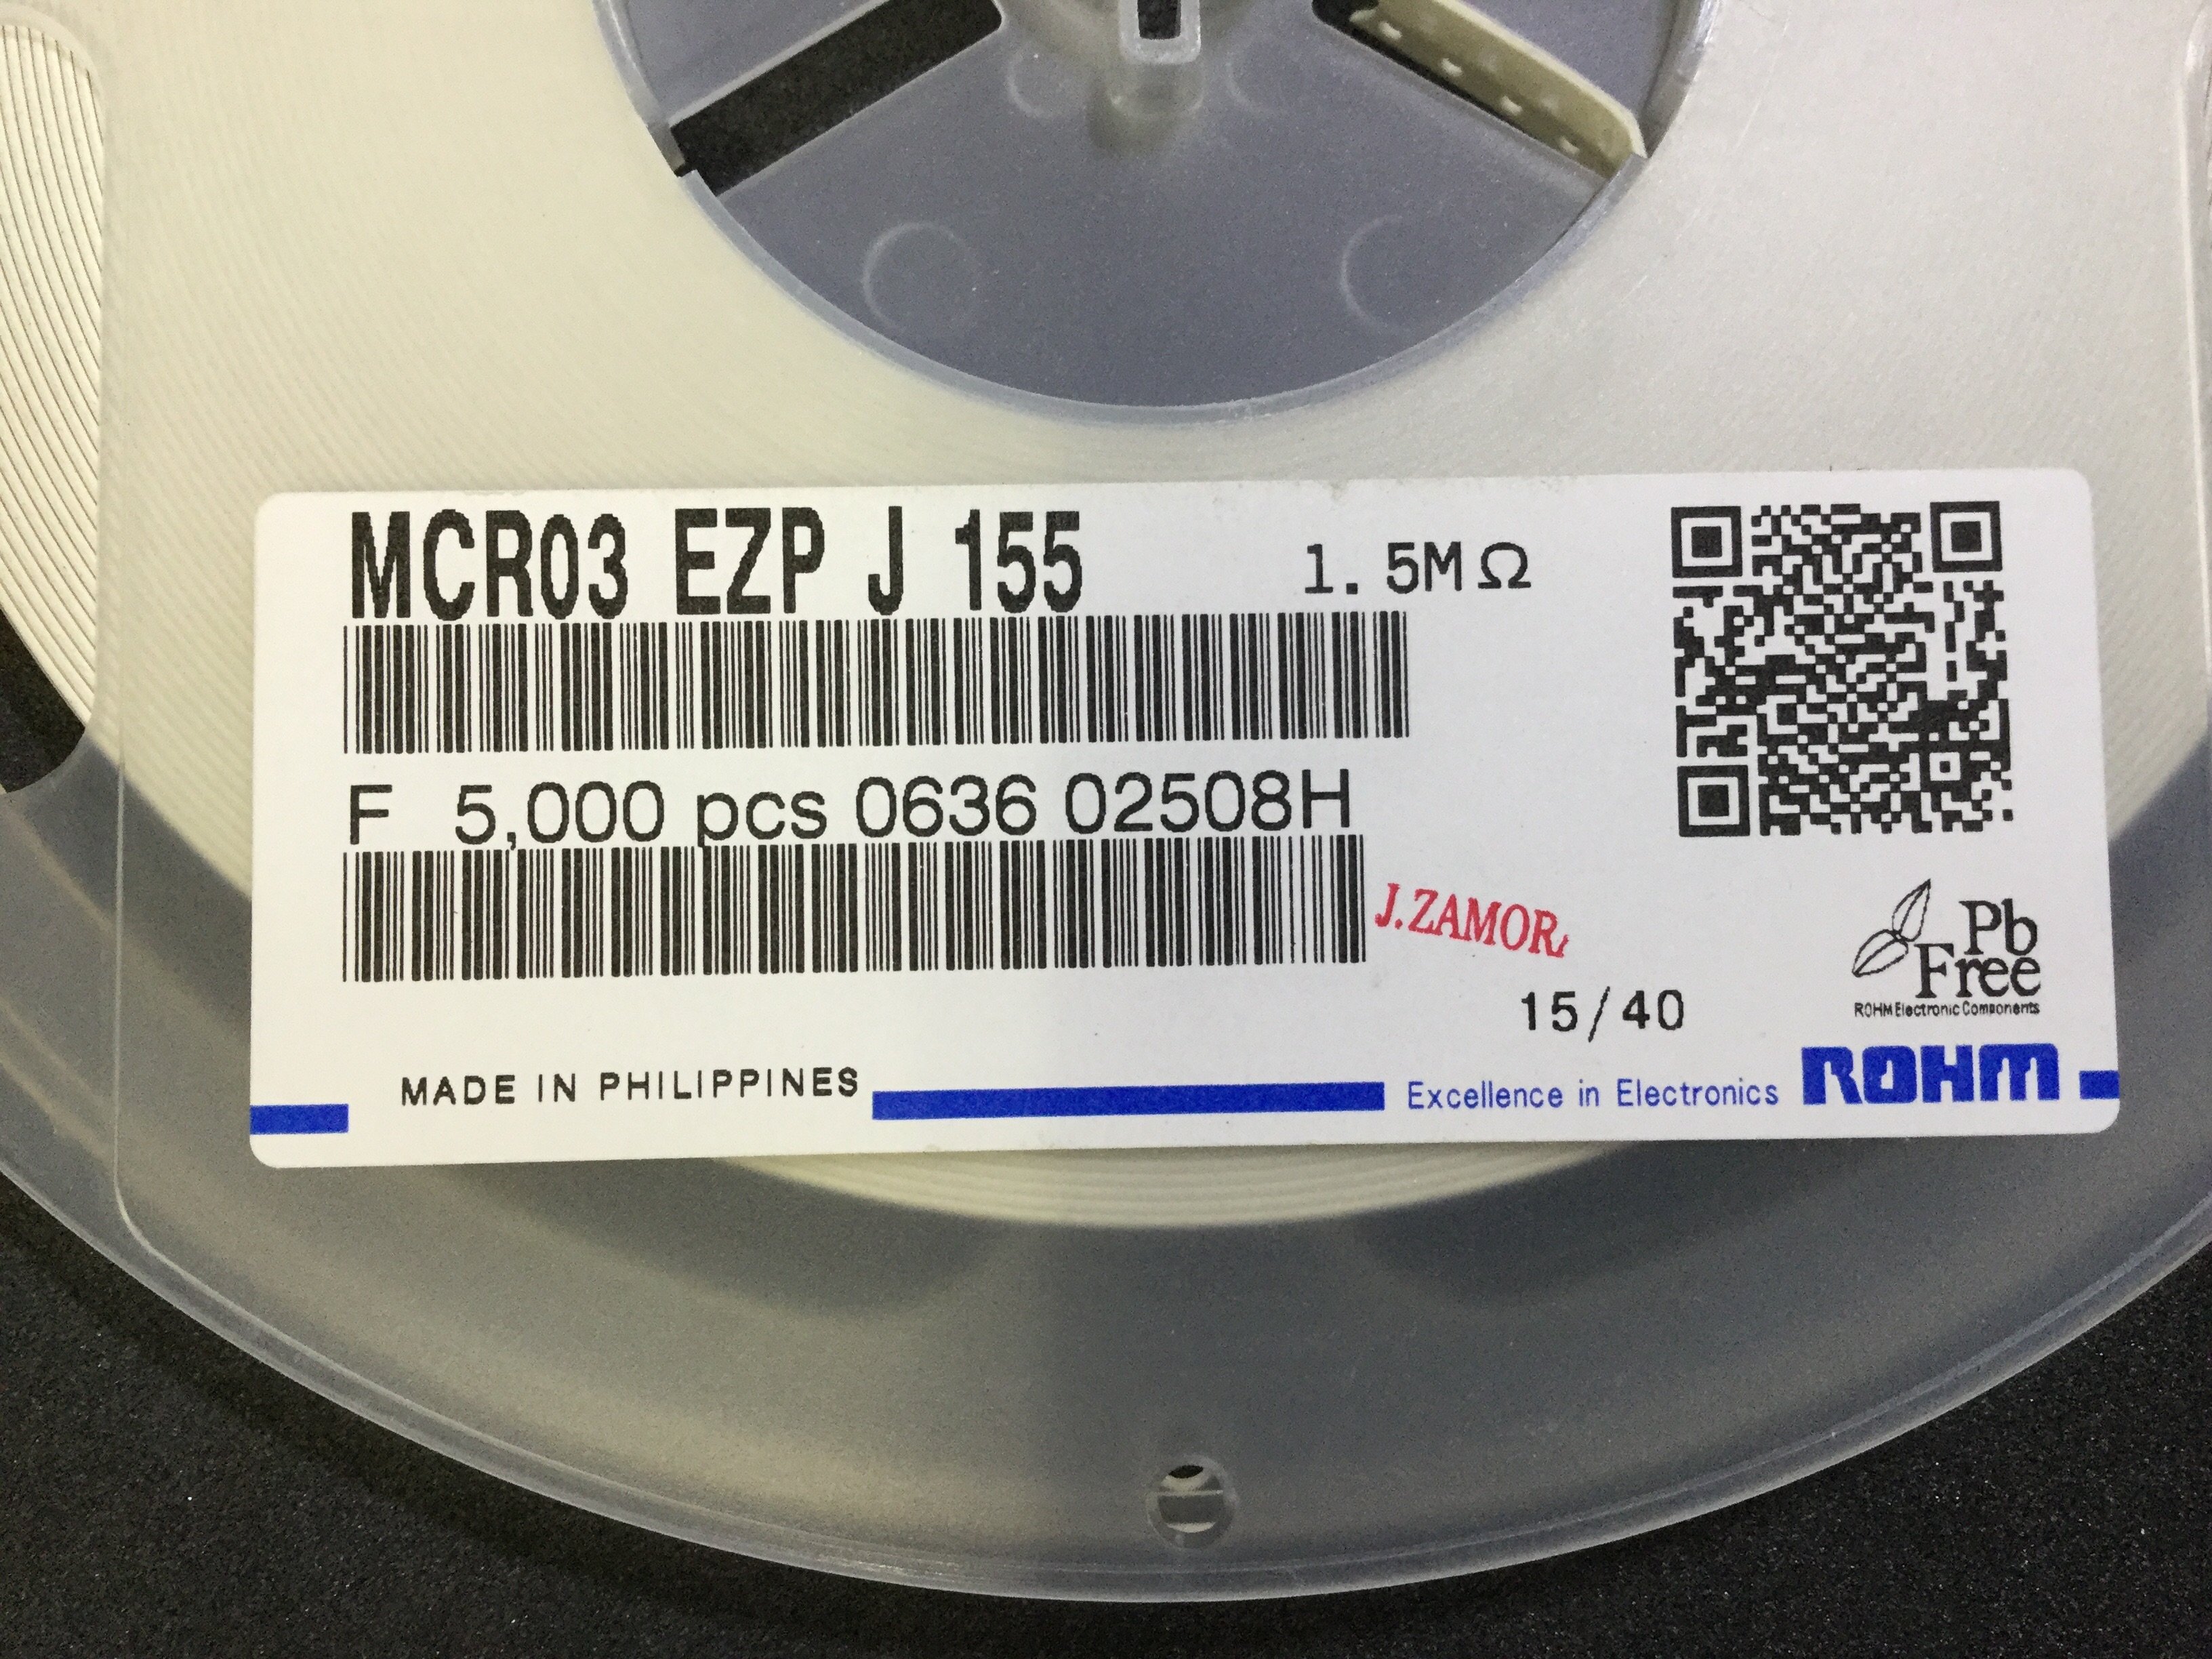 MCR03 EZP J 155 1.5MΩ
F 5,000 pcs 0636 02508H
J.ZAMOR
15/40
Pb
Free
ROHM Electronic Components
MADE IN PHILIPPINES Excellence in Electronics ROHM